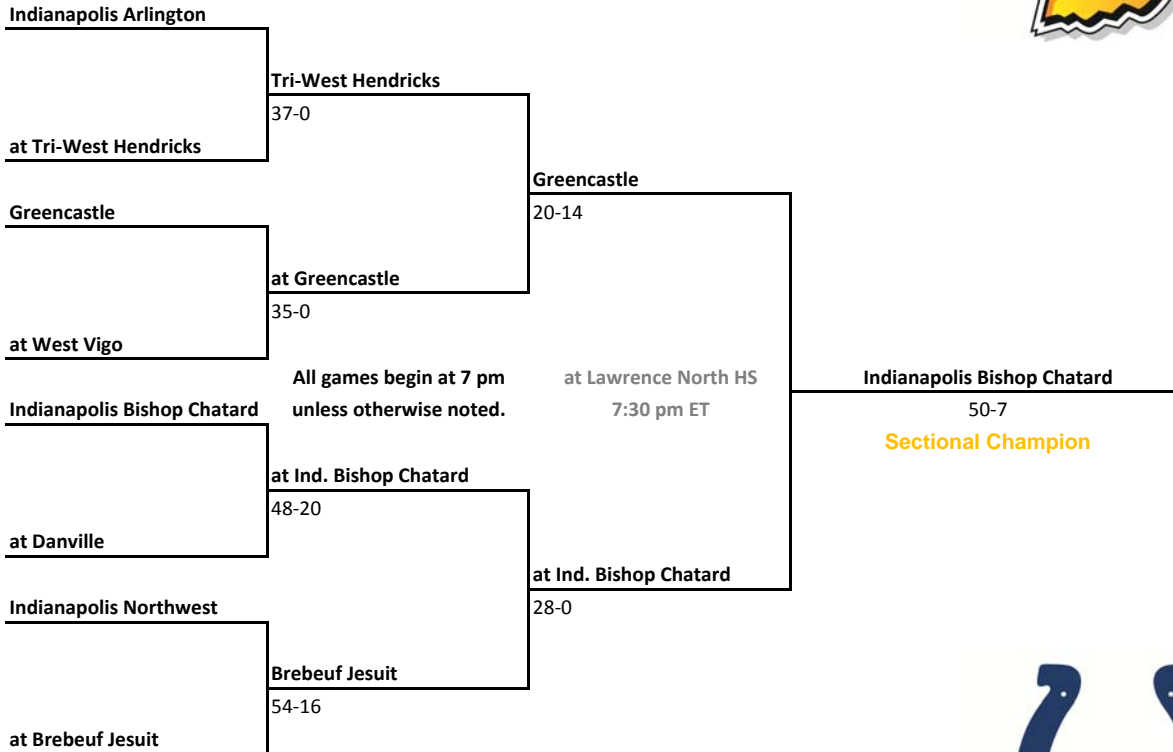 Indianapolis Arlington
Tri-West Hendricks
37-0
at Tri-West Hendricks
Greencastle
Greencastle
20-14
at Greencastle
35-0
at West Vigo
All games begin at 7 pm
unless otherwise noted.
at Lawrence North HS
7:30 pm ET
Indianapolis Bishop Chatard
50-7
Sectional Champion
Indianapolis Bishop Chatard
at Ind. Bishop Chatard
48-20
at Danville
at Ind. Bishop Chatard
28-0
Indianapolis Northwest
Brebeuf Jesuit
54-16
at Brebeuf Jesuit